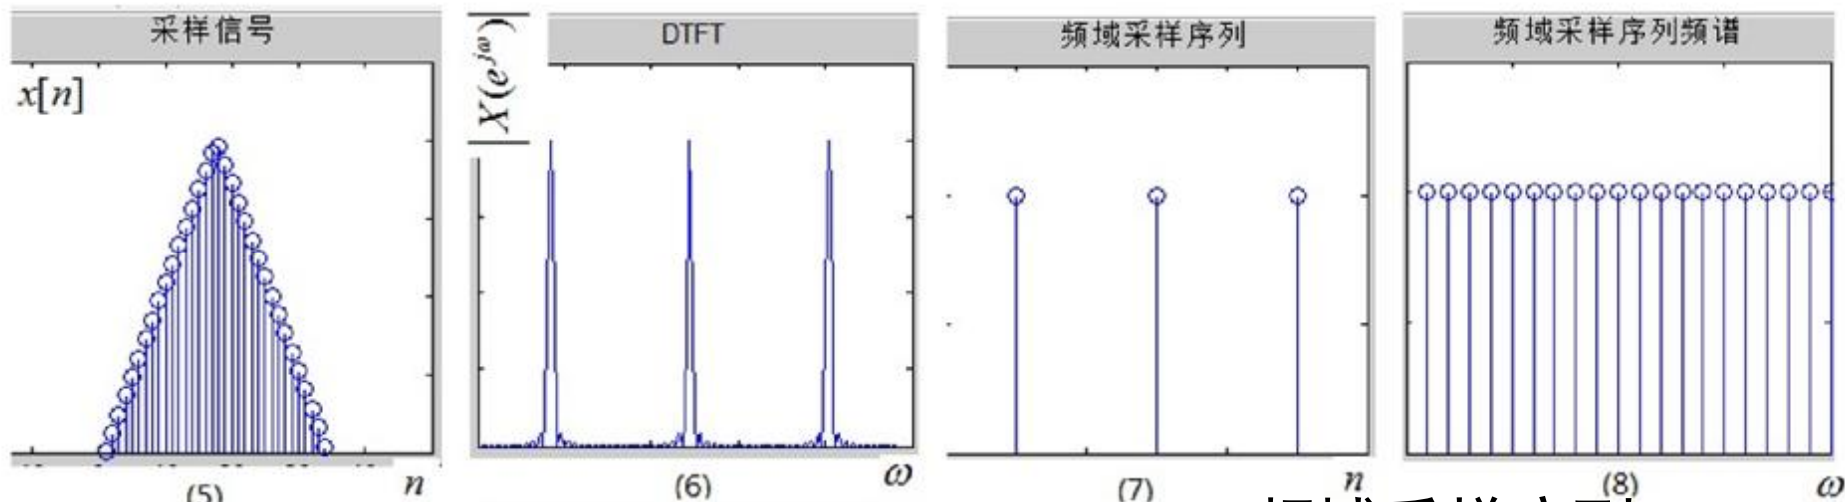 采样信号
DTFT
频域采样序列
频域采样序列频谱
x[n]
|X(e^{jω})|
n
ω
n
ω
(5)
(6)
(7)
(8)